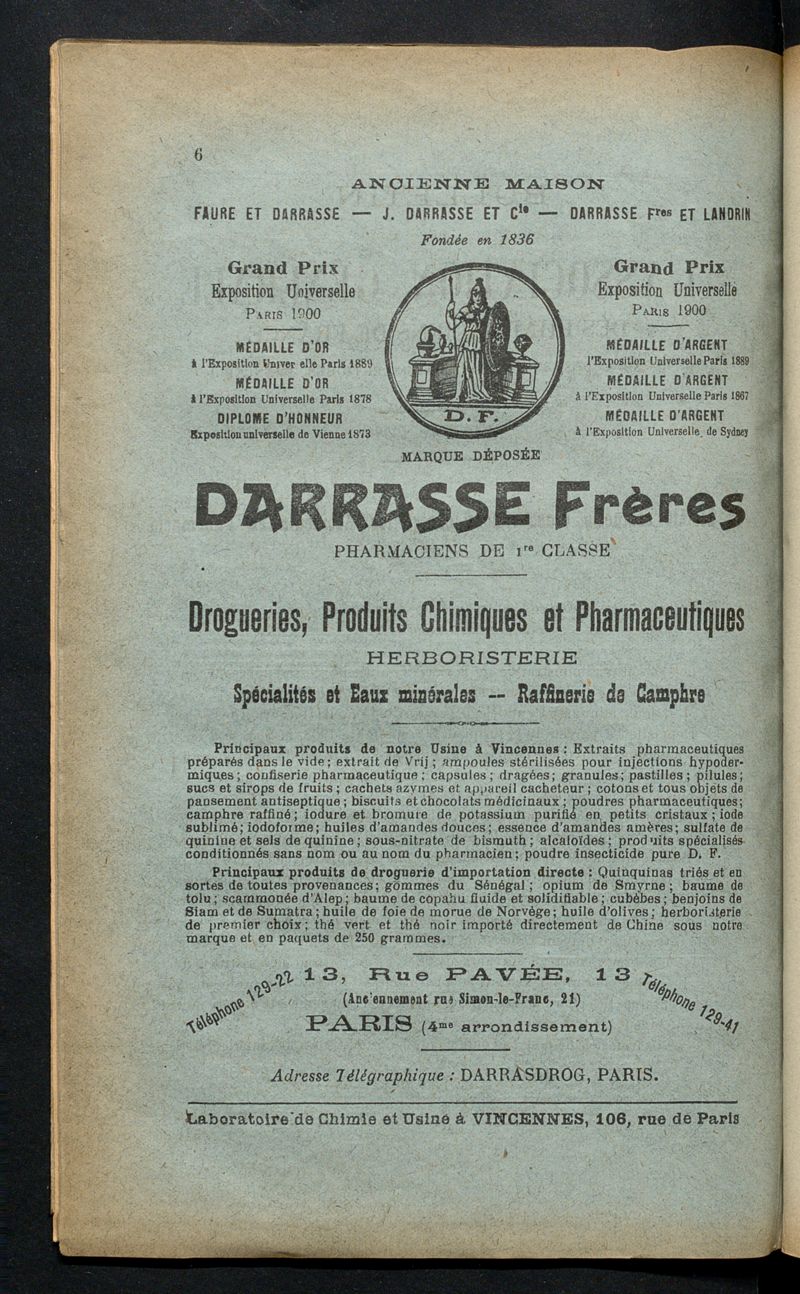 6
ANCIENNE MAISON
FAURE ET DARRASSE — J. DARRASSE ET Cie — DARRASSE Fres ET LANDRIN
Fondée en 1836
Grand Prix
Exposition Universelle
PARIS 1900
MÉDAILLE D'OR
à l'Exposition Univer elle Paris 1889
MÉDAILLE D'OR
à l'Exposition Universelle Paris 1878
DIPLOME D'HONNEUR
Exposition universelle de Vienne 1873
D. F.
MARQUE DÉPOSÉE
Grand Prix
Exposition Universelle
PARIS 1900
MÉDAILLE D'ARGENT
l'Exposition Universelle Paris 1889
MÉDAILLE D'ARGENT
à l'Exposition Universelle Paris 1867
MÉDAILLE D'ARGENT
à l'Exposition Universelle de Sydney
DARRASSE Frères
PHARMACIENS DE 1re CLASSE
Drogueries, Produits Chimiques et Pharmaceutiques
HERBORISTERIE
Spécialités et Eaux minérales -- Raffinerie de Camphre
Principaux produits de notre Usine à Vincennes : Extraits pharmaceutiques
préparés dans le vide ; extrait de Vrij ; ampoules stérilisées pour injections hypoder-
miques ; confiserie pharmaceutique ; capsules ; dragées ; granules ; pastilles ; pilules ;
sucs et sirops de fruits ; cachets azymes et appareil cacheteur ; cotons et tous objets de
pansement antiseptique ; biscuits et chocolats médicinaux ; poudres pharmaceutiques ;
camphre raffiné ; iodure et bromure de potassium purifié en petits cristaux ; iode
sublimé ; iodoforme ; huiles d'amandes douces ; essence d'amandes amères ; sulfate de
quinine et sels de quinine ; sous-nitrate de bismuth ; alcaloïdes ; produits spécialisés
conditionnés sans nom ou au nom du pharmacien ; poudre insecticide pure D. F.
Principaux produits de droguerie d'importation directe : Quinquinas triés et en
sortes de toutes provenances ; gommes du Sénégal ; opium de Smyrne ; baume de
tolu ; scammonée d'Alep ; baume de copahu fluide et solidifiable ; cubèbes ; benjoins de
Siam et de Sumatra ; huile de foie de morue de Norvège ; huile d'olives ; herboristerie
de premier choix ; thé vert et thé noir importé directement de Chine sous notre
marque et en paquets de 250 grammes.
Téléphone 129-22
13, Rue PAVÉE, 13
(Anciennement rue Simon-le-Franc, 21)
PARIS (4me arrondissement)
Téléphone 129-41
Adresse Télégraphique : DARRASDROG, PARIS.
Laboratoire de Chimie et Usine à VINCENNES, 106, rue de Paris